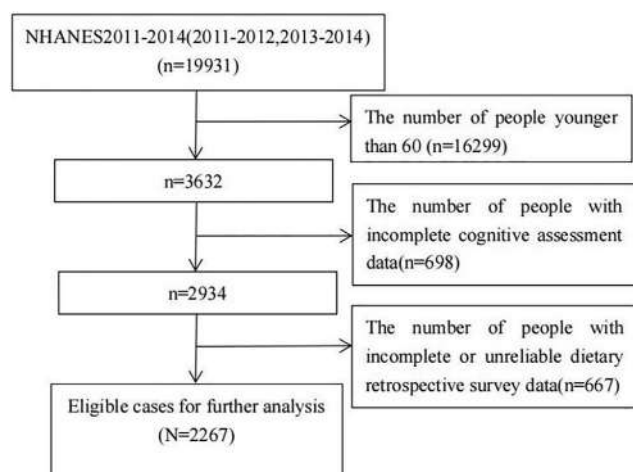 NHANES2011-2014(2011-2012,2013-2014)
(n=19931)
The number of people younger
than 60 (n=16299)
n=3632
The number of people with
incomplete cognitive assessment
data(n=698)
n=2934
The number of people with
incomplete or unreliable dietary
retrospective survey data(n=667)
Eligible cases for further analysis
(N=2267)